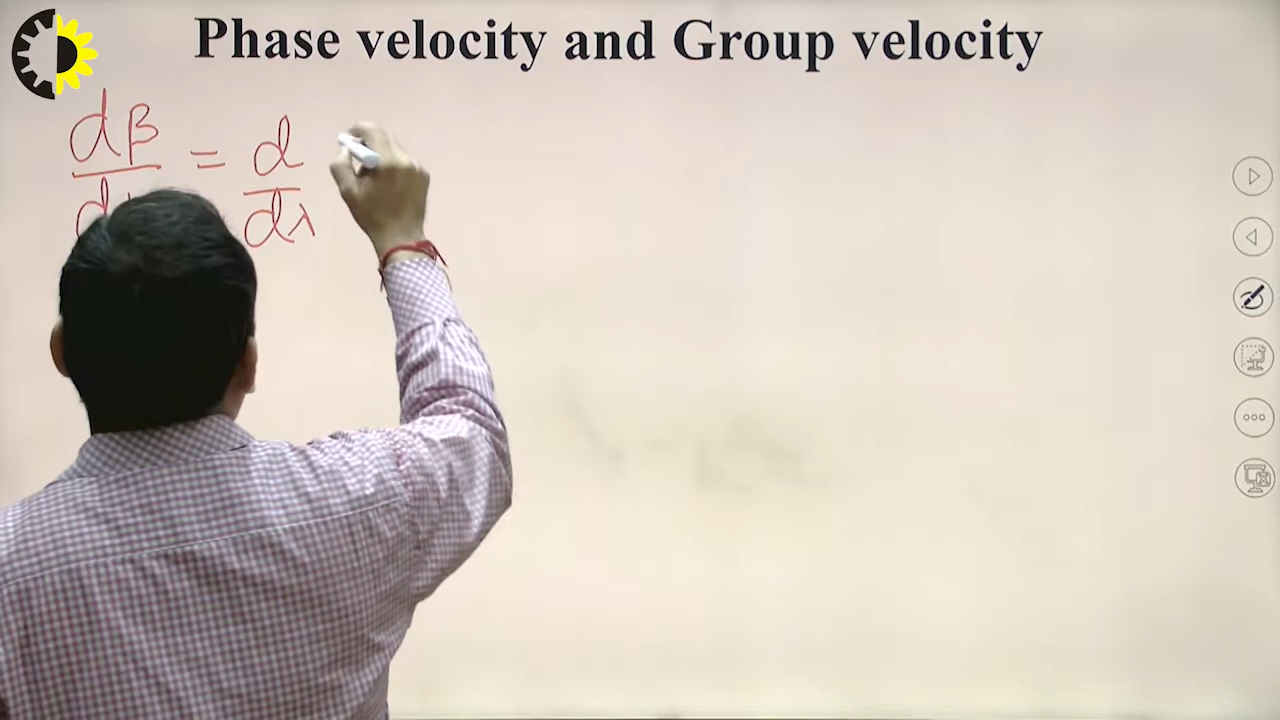 Phase velocity and Group velocity
dβ = d
dλ